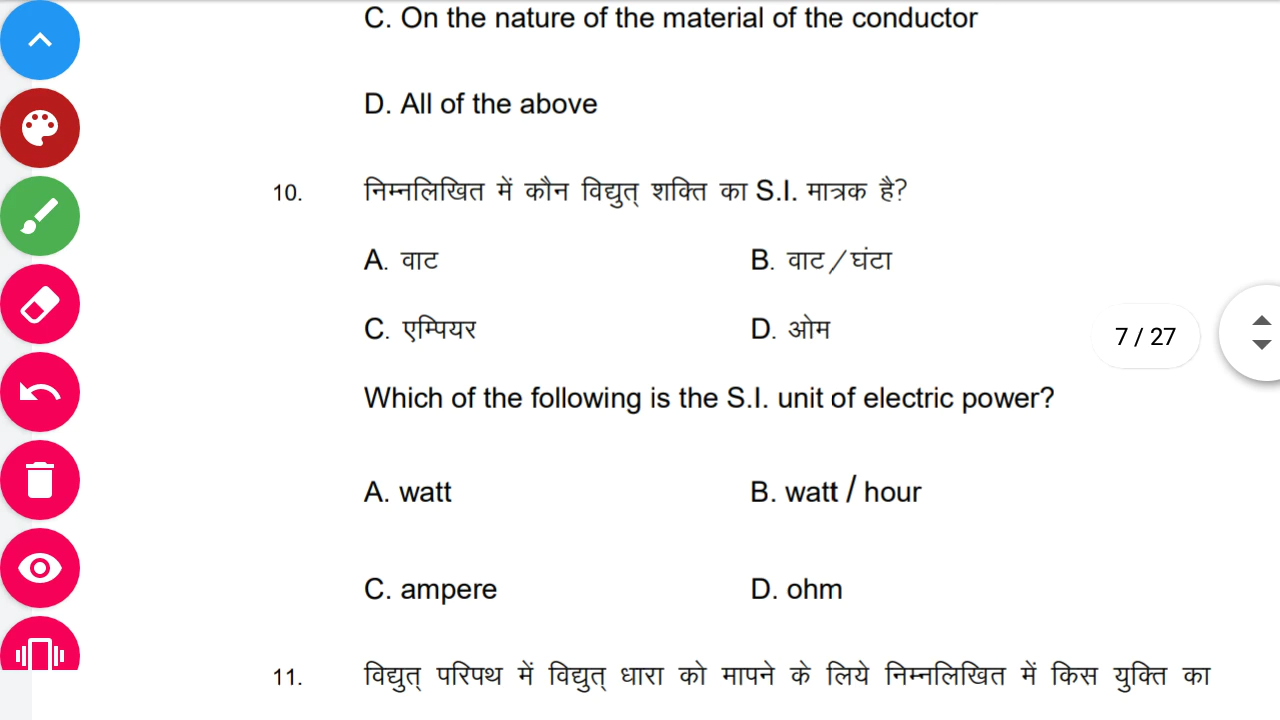 C. On the nature of the material of the conductor
D. All of the above
10. निम्नलिखित में कौन विद्युत् शक्ति का S.I. मात्रक है?
A. वाट B. वाट/घंटा
C. एम्पियर D. ओम
7 / 27
Which of the following is the S.I. unit of electric power?
A. watt B. watt / hour
C. ampere D. ohm
11. विद्युत् परिपथ में विद्युत् धारा को मापने के लिये निम्नलिखित में किस युक्ति का